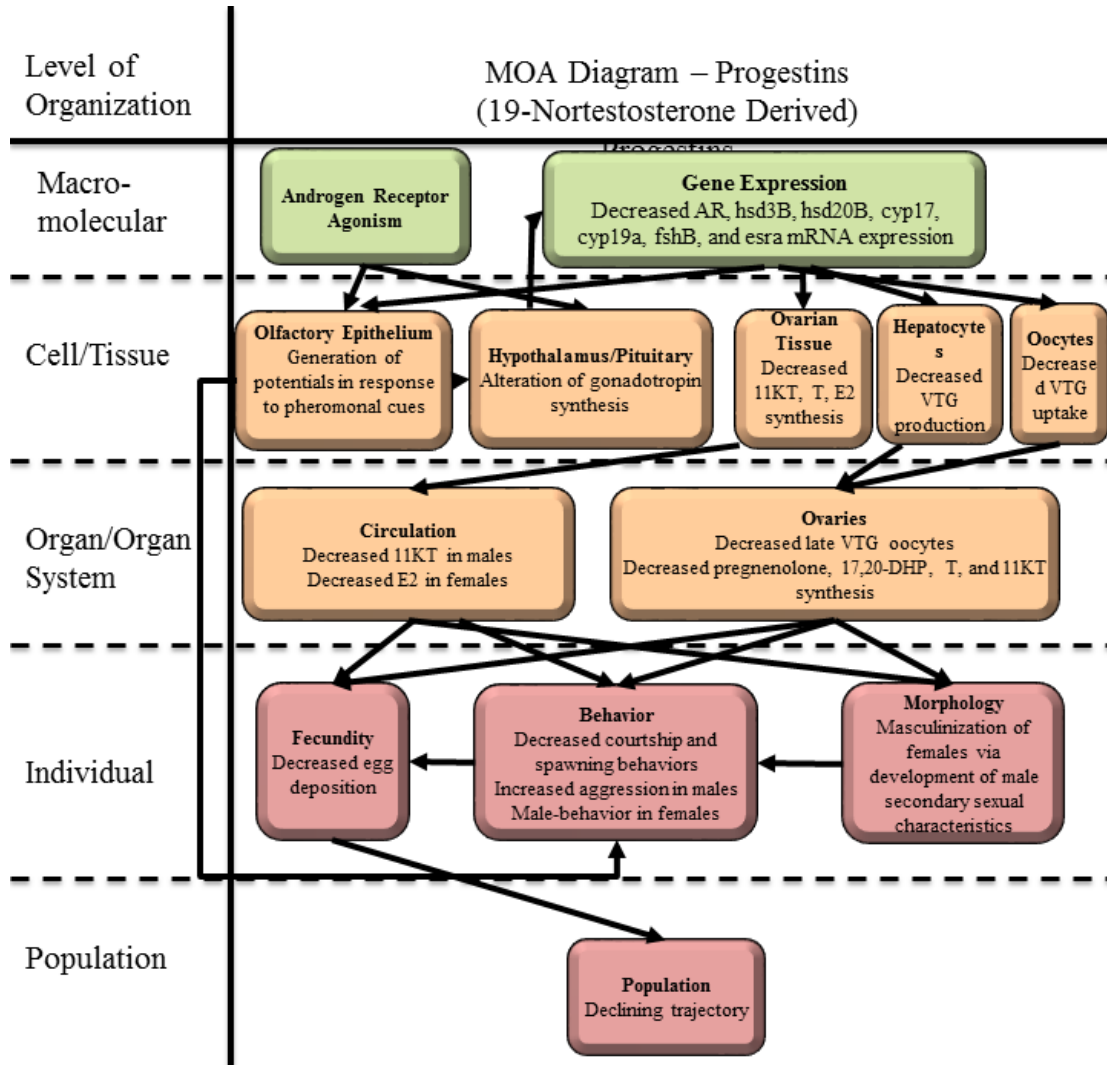 Level of
Organization
MOA Diagram – Progestins
(19-Nortestosterone Derived)
Progestins
Macro-
molecular
Androgen Receptor
Agonism
Gene Expression
Decreased AR, hsd3B, hsd20B, cyp17,
cyp19a, fshB, and esra mRNA expression
Cell/Tissue
Olfactory Epithelium
Generation of
potentials in response
to pheromonal cues
Hypothalamus/Pituitary
Alteration of gonadotropin
synthesis
Ovarian
Tissue
Decreased
11KT, T, E2
synthesis
Hepatocyte
s
Decreased
VTG
production
Oocytes
Decrease
d VTG
uptake
Organ/Organ
System
Circulation
Decreased 11KT in males
Decreased E2 in females
Ovaries
Decreased late VTG oocytes
Decreased pregnenolone, 17,20-DHP, T, and 11KT
synthesis
Individual
Fecundity
Decreased egg
deposition
Behavior
Decreased courtship and
spawning behaviors
Increased aggression in males
Male-behavior in females
Morphology
Masculinization of
females via
development of male
secondary sexual
characteristics
Population
Population
Declining trajectory